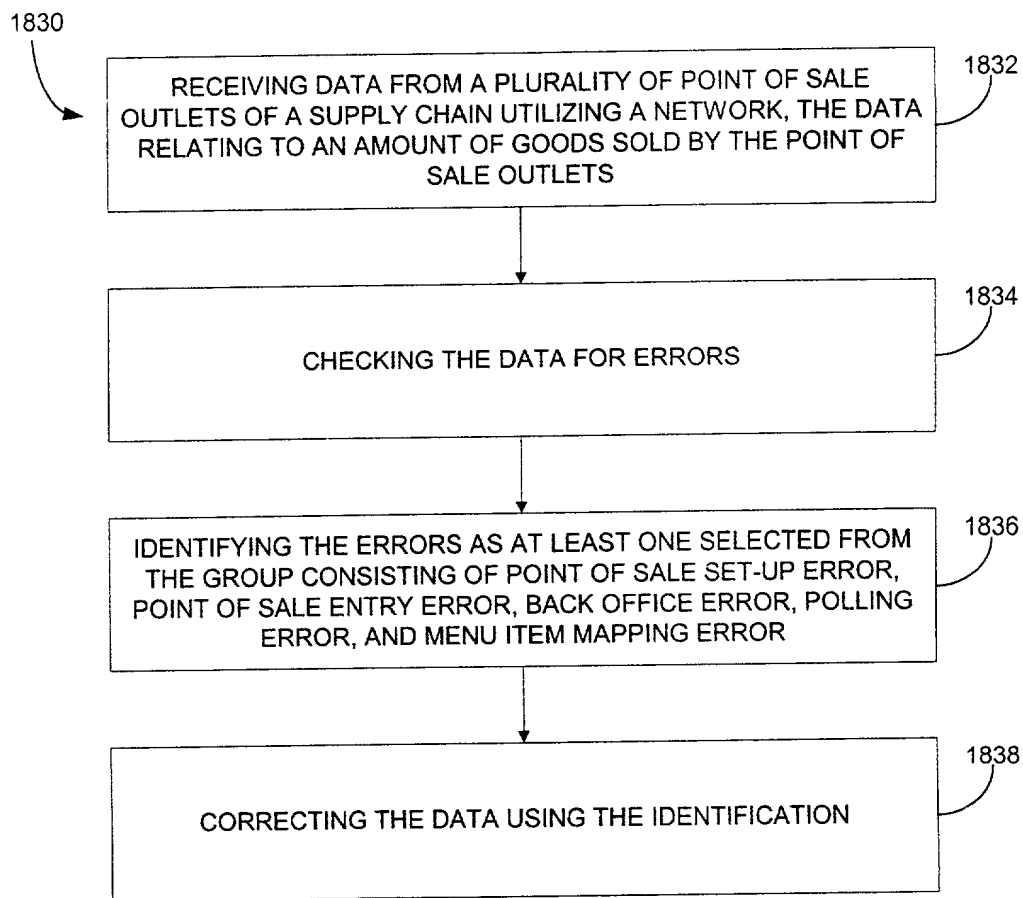 1830
RECEIVING DATA FROM A PLURALITY OF POINT OF SALE
OUTLETS OF A SUPPLY CHAIN UTILIZING A NETWORK, THE DATA
RELATING TO AN AMOUNT OF GOODS SOLD BY THE POINT OF
SALE OUTLETS
1832
CHECKING THE DATA FOR ERRORS
1834
IDENTIFYING THE ERRORS AS AT LEAST ONE SELECTED FROM
THE GROUP CONSISTING OF POINT OF SALE SET-UP ERROR,
POINT OF SALE ENTRY ERROR, BACK OFFICE ERROR, POLLING
ERROR, AND MENU ITEM MAPPING ERROR
1836
CORRECTING THE DATA USING THE IDENTIFICATION
1838